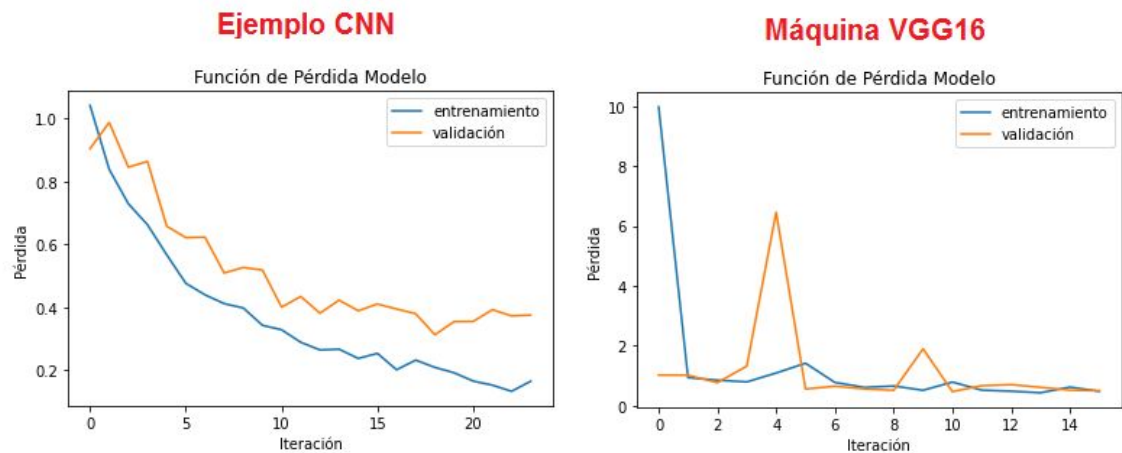 Ejemplo CNN
Función de Pérdida Modelo
entrenamiento
validación
Pérdida
1.0
0.8
0.6
0.4
0.2
0 5 10 15 20
Iteración
Máquina VGG16
Función de Pérdida Modelo
entrenamiento
validación
Pérdida
10
8
6
4
2
0
0 2 4 6 8 10 12 14
Iteración